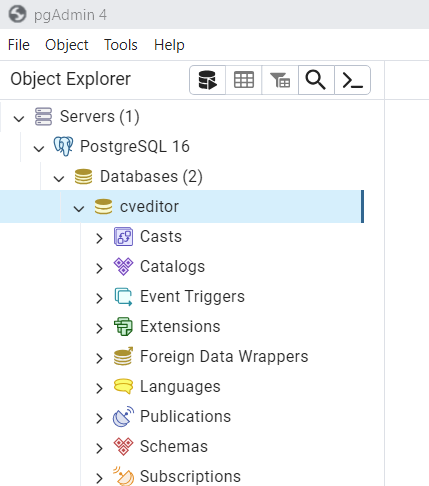 pgAdmin 4
File Object Tools Help
Object Explorer
Servers (1)
PostgreSQL 16
Databases (2)
cveditor
Casts
Catalogs
Event Triggers
Extensions
Foreign Data Wrappers
Languages
Publications
Schemas
Subscriptions